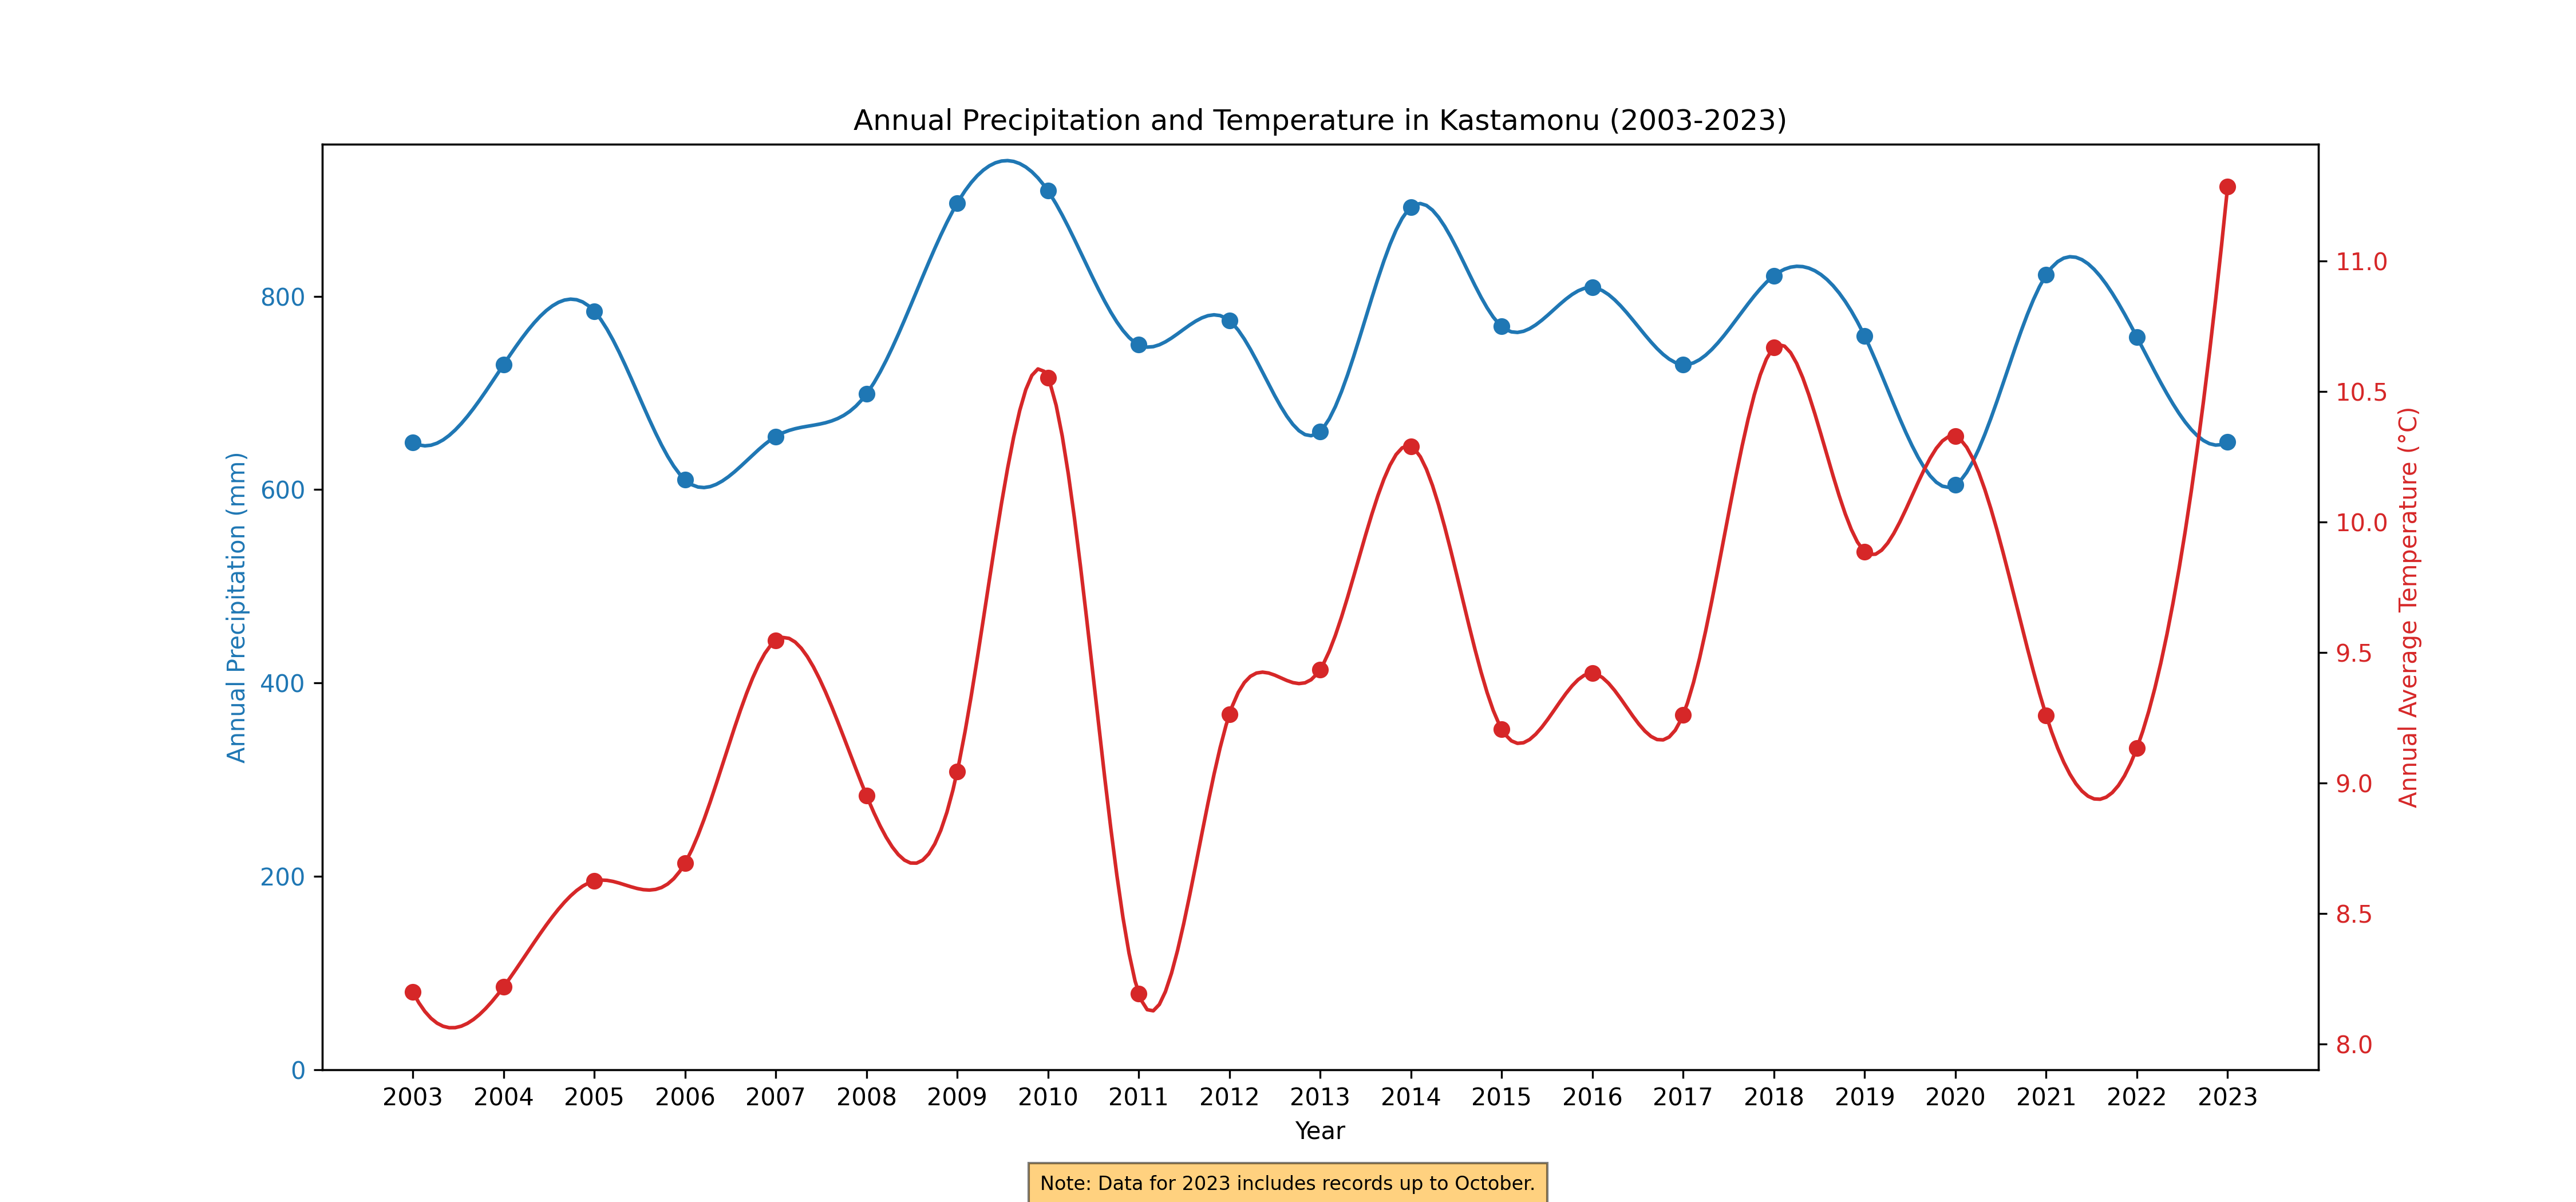 Annual Precipitation and Temperature in Kastamonu (2003-2023)
Annual Precipitation (mm)
800
600
400
200
0
11.0
10.5
10.0
9.5
9.0
8.5
8.0
Annual Average Temperature (°C)
2003 2004 2005 2006 2007 2008 2009 2010 2011 2012 2013 2014 2015 2016 2017 2018 2019 2020 2021 2022 2023
Year
Note: Data for 2023 includes records up to October.